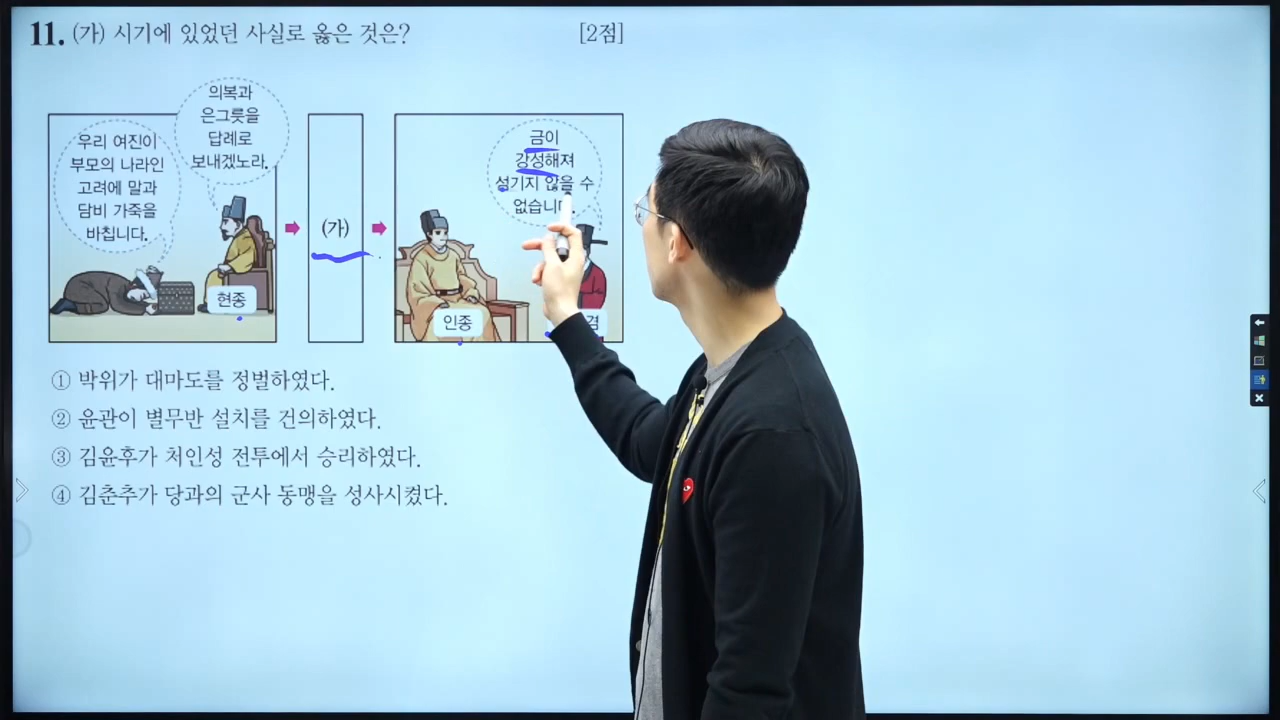 11. (가) 시기에 있었던 사실로 옳은 것은? [2점]
의복과
은그릇을
답례로
보내겠노라.
우리 여진이
부모의 나라인
고려에 말과
담비 가죽을
바칩니다.
현종
(가)
금이
강성해져
섬기지 않을 수
없습니다.
인종
겸
① 박위가 대마도를 정벌하였다.
② 윤관이 별무반 설치를 건의하였다.
③ 김윤후가 처인성 전투에서 승리하였다.
④ 김춘추가 당과의 군사 동맹을 성사시켰다.